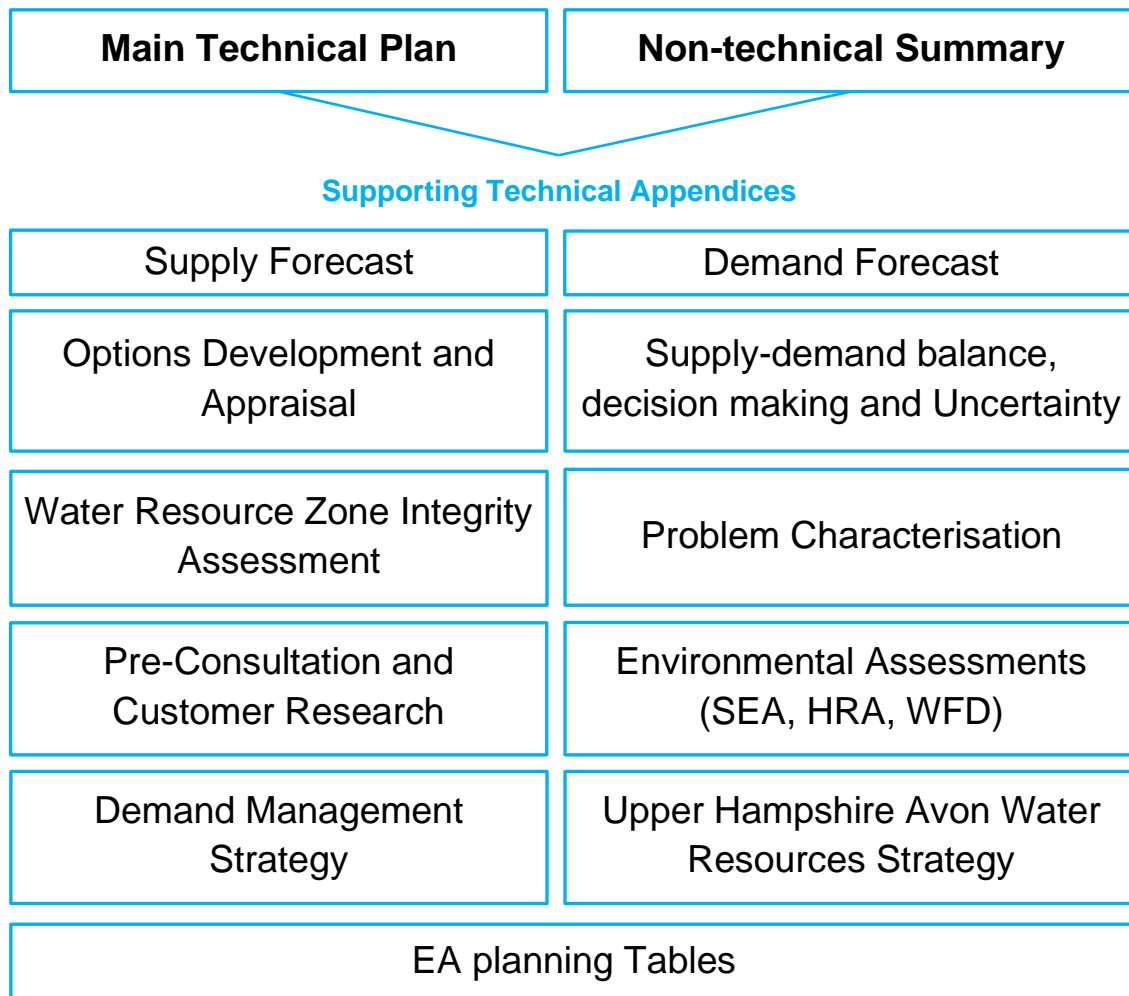 Main Technical Plan
Non-technical Summary
Supporting Technical Appendices
Supply Forecast
Demand Forecast
Options Development and
Appraisal
Supply-demand balance,
decision making and Uncertainty
Water Resource Zone Integrity
Assessment
Problem Characterisation
Pre-Consultation and
Customer Research
Environmental Assessments
(SEA, HRA, WFD)
Demand Management
Strategy
Upper Hampshire Avon Water
Resources Strategy
EA planning Tables